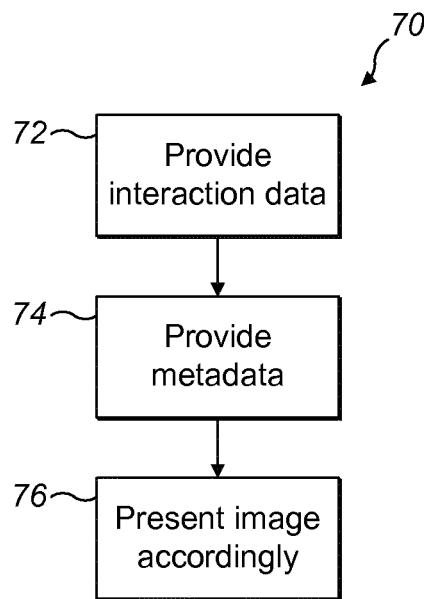 70
72
Provide
interaction data
74
Provide
metadata
76
Present image
accordingly